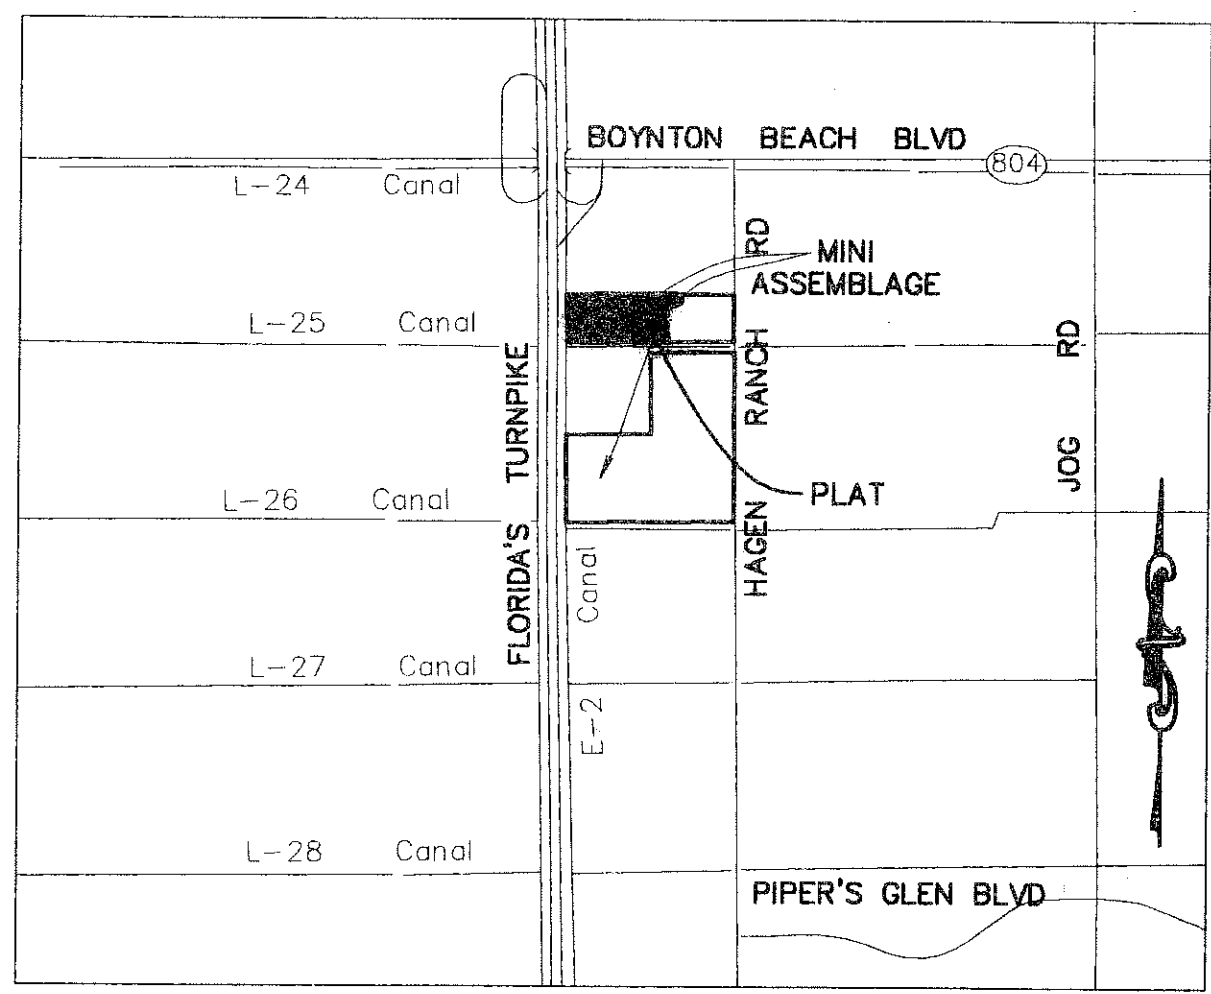 BOYNTON BEACH BLVD
804
L-24 Canal
MINI
ASSEMBLAGE
L-25 Canal
HAGEN RANCH RD
JOG RD
FLORIDA'S TURNPIKE
PLAT
L-26 Canal
E-2 Canal
L-27 Canal
L-28 Canal
PIPER'S GLEN BLVD